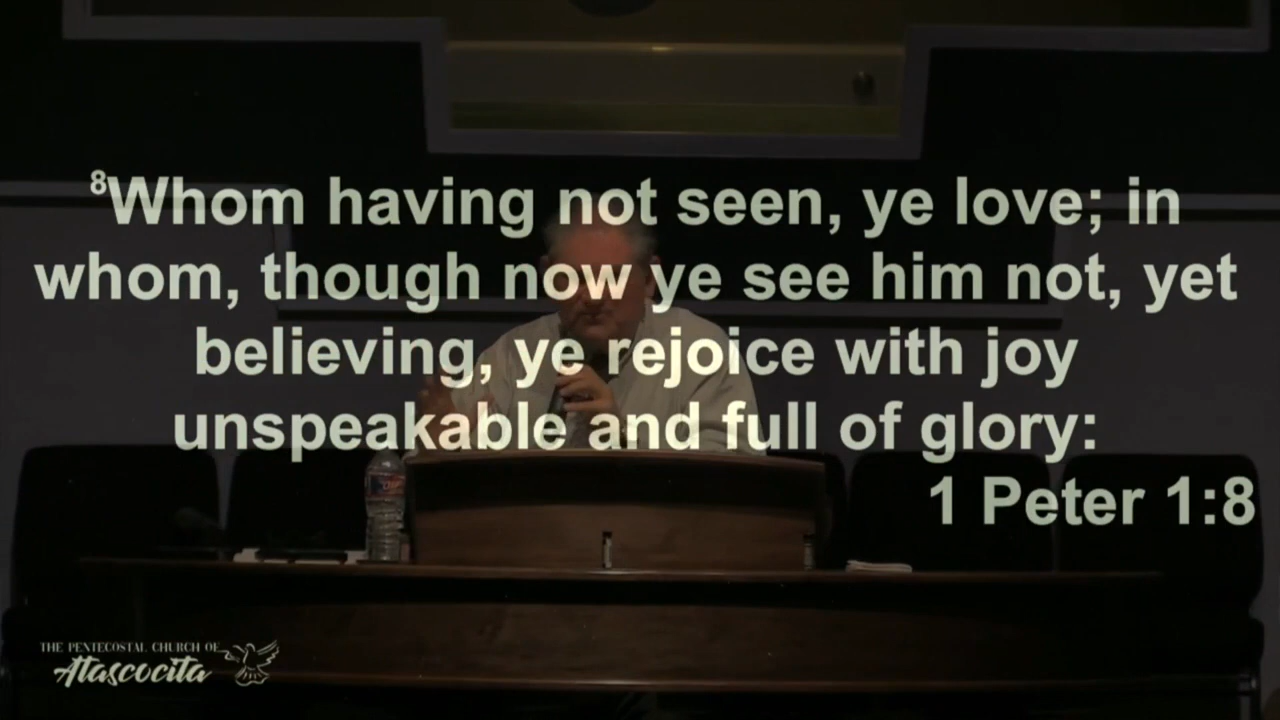 ⁸Whom having not seen, ye love; in
whom, though now ye see him not, yet
believing, ye rejoice with joy
unspeakable and full of glory:
1 Peter 1:8
THE PENTECOSTAL CHURCH OF
Atascocita